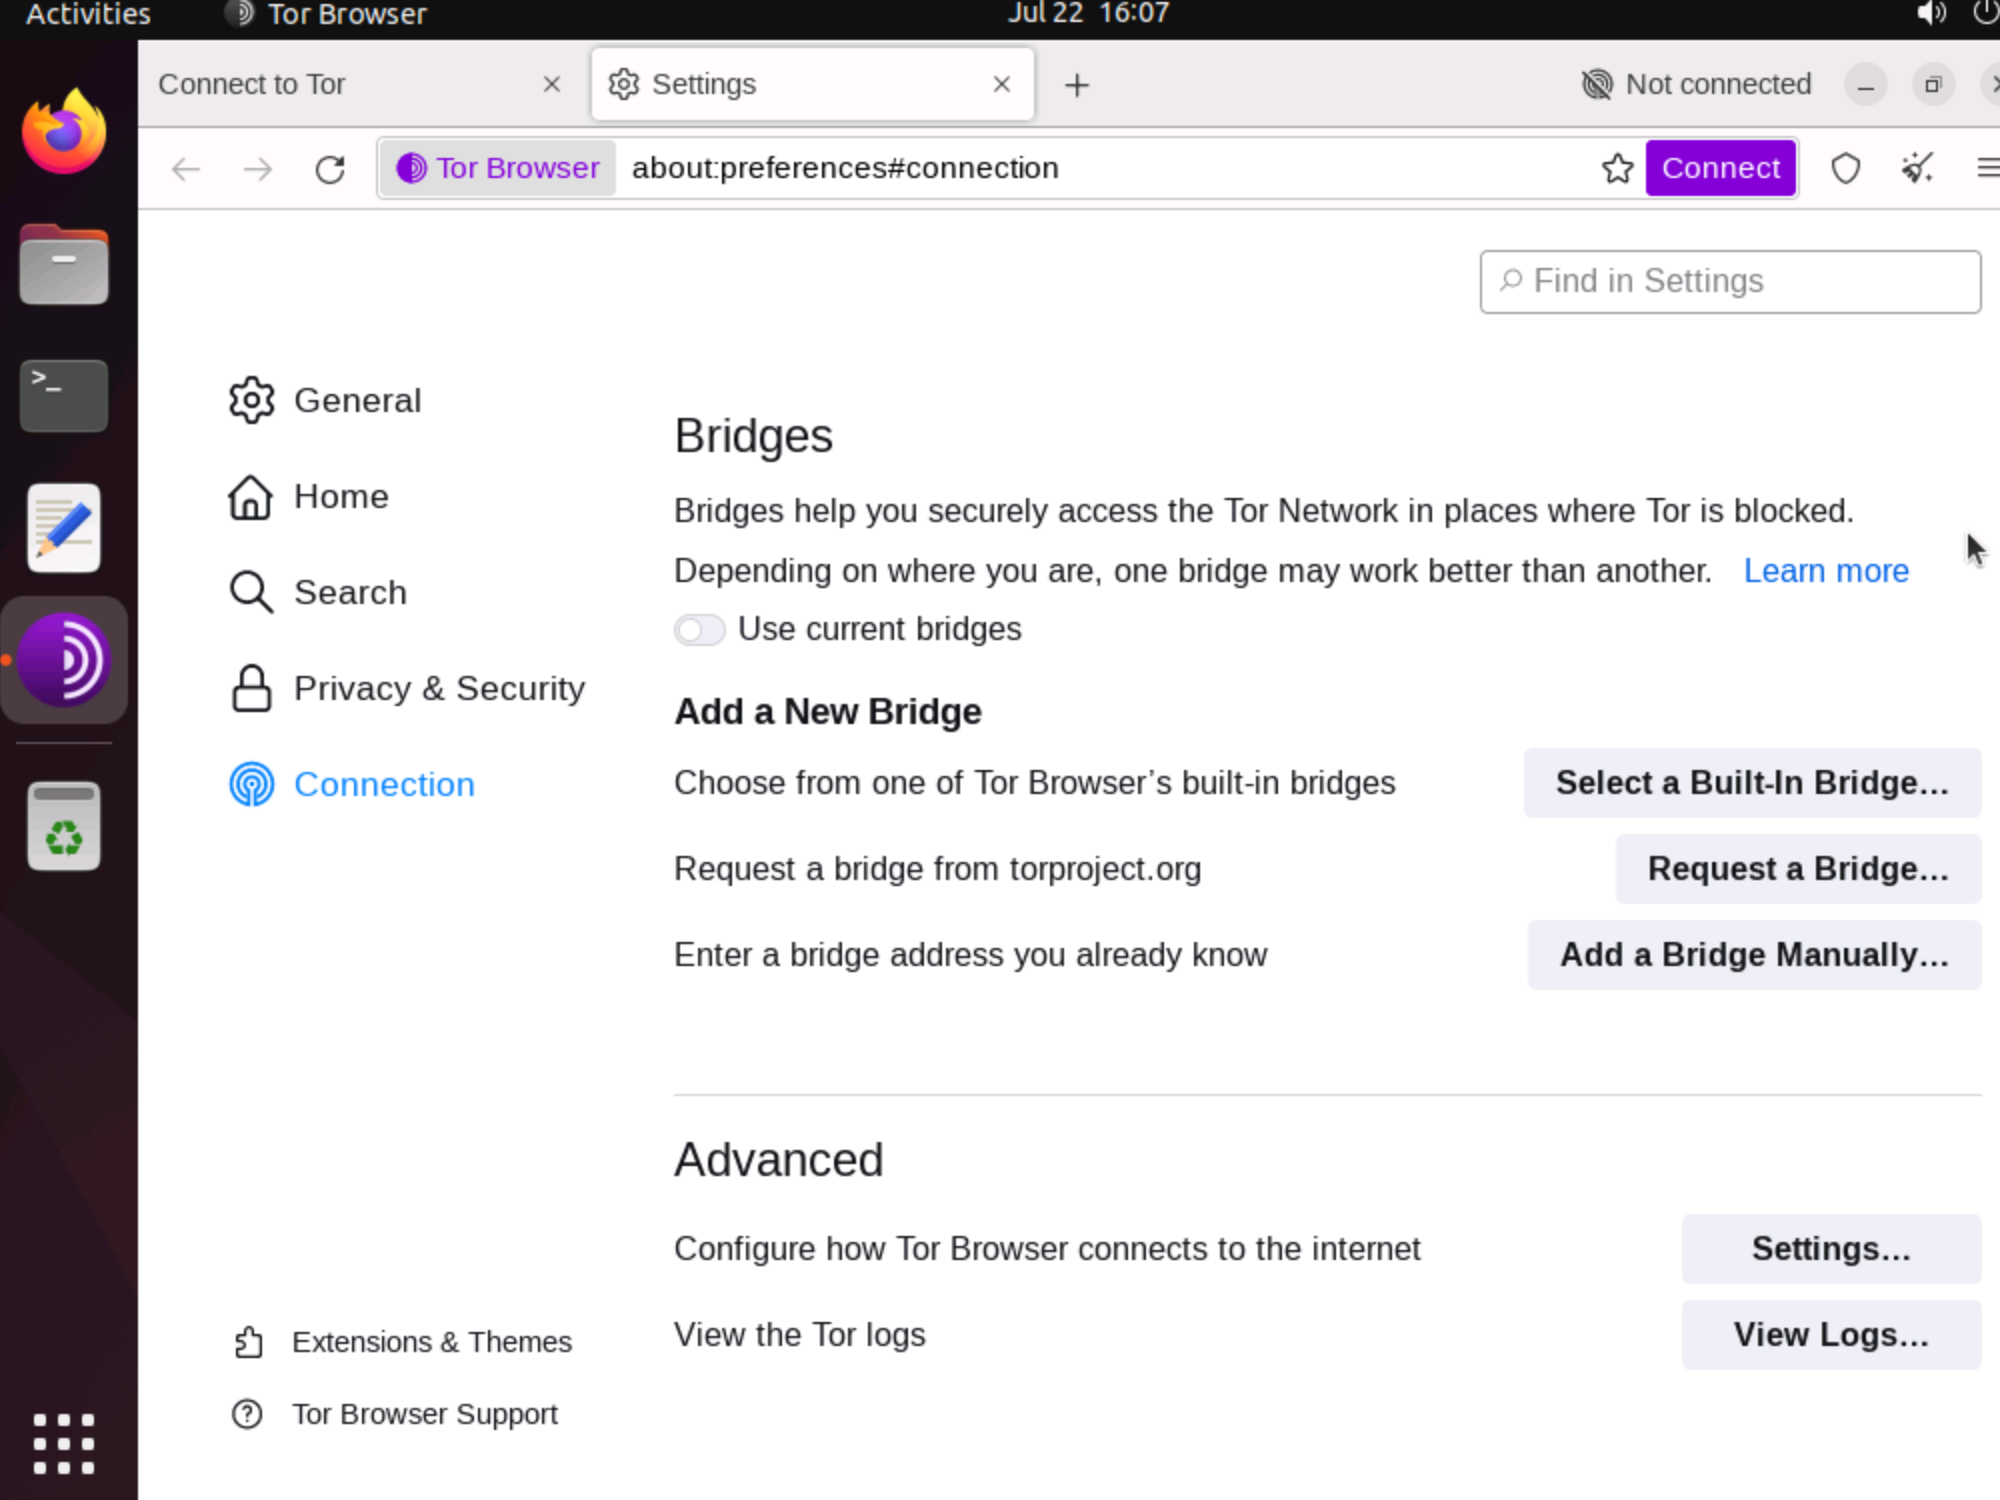 Activities Tor Browser Jul 22 16:07
Connect to Tor Settings Not connected
Tor Browser about:preferences#connection Connect
Find in Settings
General
Home
Search
Privacy & Security
Connection
Bridges
Bridges help you securely access the Tor Network in places where Tor is blocked.
Depending on where you are, one bridge may work better than another. Learn more
Use current bridges
Add a New Bridge
Choose from one of Tor Browser’s built-in bridges Select a Built-In Bridge…
Request a bridge from torproject.org Request a Bridge…
Enter a bridge address you already know Add a Bridge Manually…
Advanced
Configure how Tor Browser connects to the internet Settings…
View the Tor logs View Logs…
Extensions & Themes
Tor Browser Support